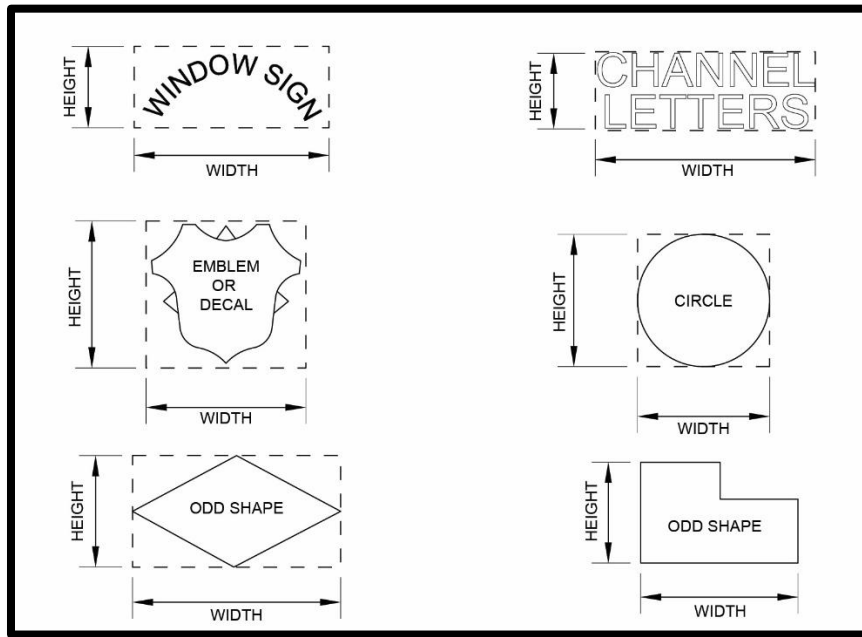 HEIGHT
WINDOW SIGN
WIDTH
HEIGHT
CHANNEL
LETTERS
WIDTH
HEIGHT
EMBLEM
OR
DECAL
WIDTH
HEIGHT
CIRCLE
WIDTH
HEIGHT
ODD SHAPE
WIDTH
HEIGHT
ODD SHAPE
WIDTH